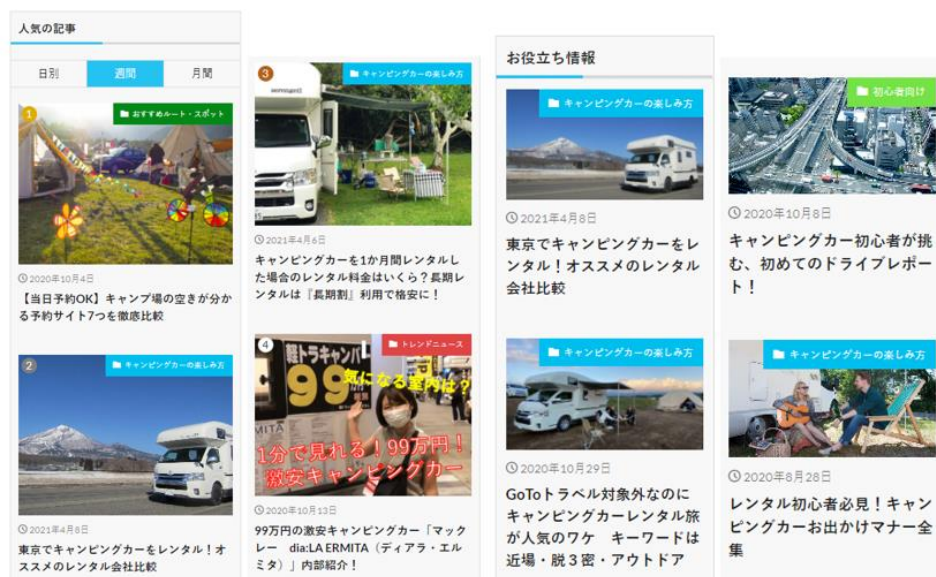 人気の記事
日別
週間
月間
1
おすすめルート・スポット
2020年10月4日
【当日予約OK】キャンプ場の空きが分か
る予約サイト7つを徹底比較
2
キャンピングカーの楽しみ方
2021年4月8日
東京でキャンピングカーをレンタル!オ
ススメのレンタル会社比較
3
キャンピングカーの楽しみ方
2021年4月6日
キャンピングカーを1か月間レンタルし
た場合のレンタル料金はいくら?長期レ
ンタルは『長期割』利用で格安に!
4
トレンドニュース
軽トラキャンパ
99
気になる室内は?
1分で見れる!99万円!
激安キャンピングカー
2020年10月13日
99万円の激安キャンピングカー「マック
レー dia:LA ERMITA(ディアラ・エル
ミタ)」内部紹介!
お役立ち情報
キャンピングカーの楽しみ方
2021年4月8日
東京でキャンピングカーをレ
ンタル!オススメのレンタル
会社比較
キャンピングカーの楽しみ方
2020年10月29日
GoToトラベル対象外なのに
キャンピングカーレンタル旅
が人気のワケ キーワードは
近場・脱3密・アウトドア
初心者向け
2020年10月8日
キャンピングカー初心者が挑
む、初めてのドライブレポー
ト!
キャンピングカーの楽しみ方
2020年8月28日
レンタル初心者必見!キャン
ピングカーお出かけマナー全
集